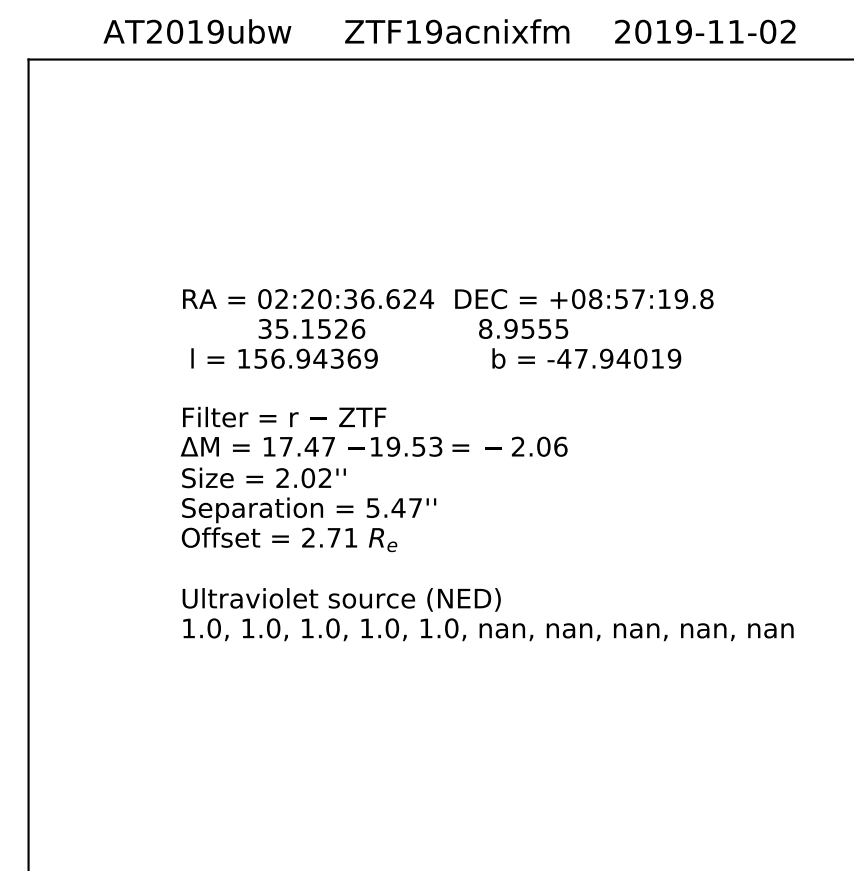 AT2019ubw ZTF19acnixfm 2019-11-02
RA = 02:20:36.624 DEC = +08:57:19.8
35.1526 8.9555
l = 156.94369 b = -47.94019
Filter = r − ZTF
ΔM = 17.47 −19.53 = − 2.06
Size = 2.02''
Separation = 5.47''
Offset = 2.71 Rₑ
Ultraviolet source (NED)
1.0, 1.0, 1.0, 1.0, 1.0, nan, nan, nan, nan, nan